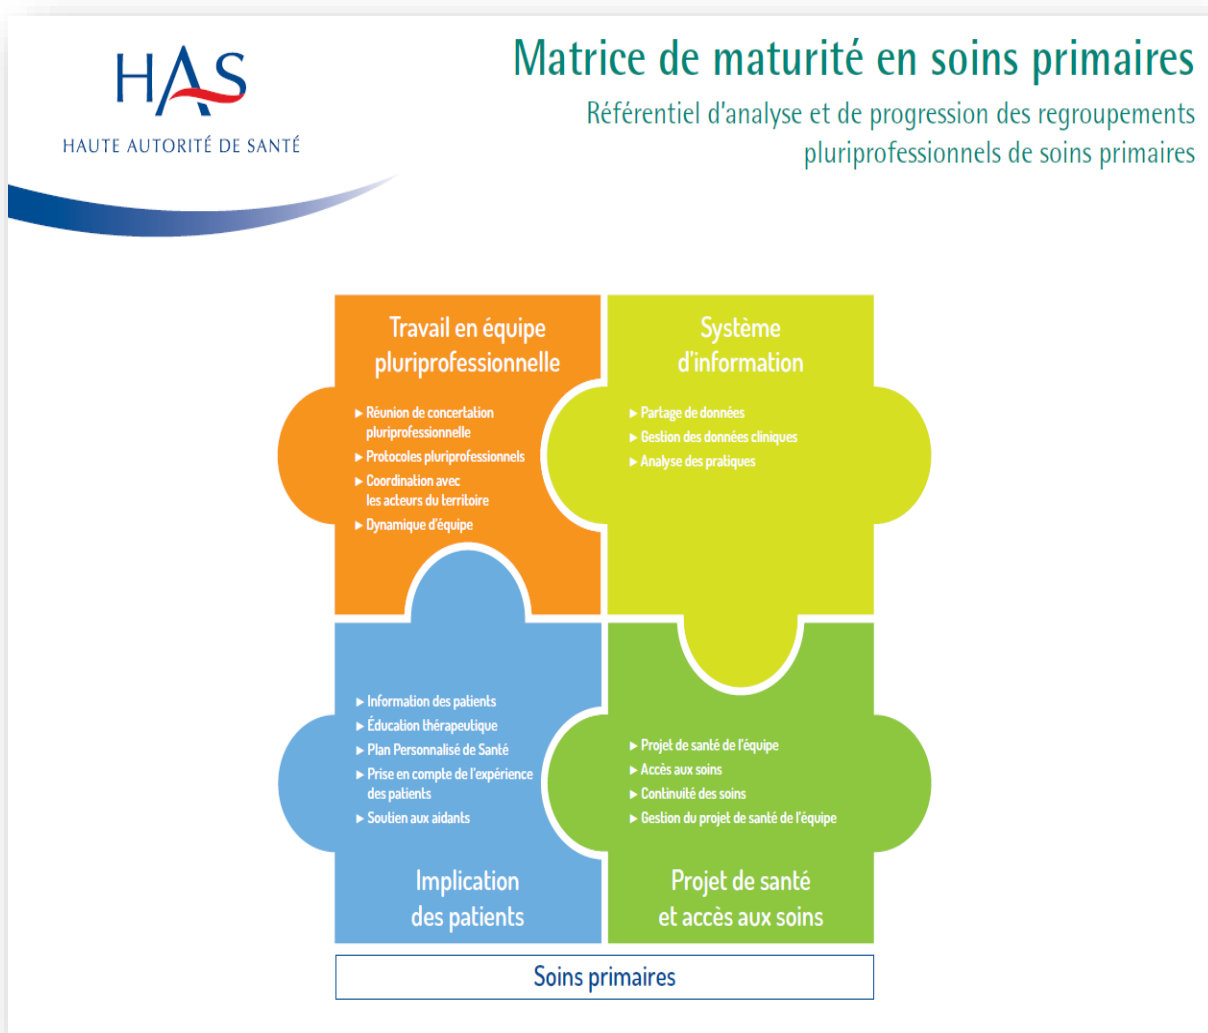 HAS
HAUTE AUTORITÉ DE SANTÉ
Matrice de maturité en soins primaires
Référentiel d'analyse et de progression des regroupements
pluriprofessionnels de soins primaires
Travail en équipe
pluriprofessionnelle
▶ Réunion de concertation
pluriprofessionnelle
▶ Protocoles pluriprofessionnels
▶ Coordination avec
les acteurs du territoire
▶ Dynamique d'équipe
Système
d'information
▶ Partage de données
▶ Gestion des données cliniques
▶ Analyse des pratiques
▶ Information des patients
▶ Éducation thérapeutique
▶ Plan Personnalisé de Santé
▶ Prise en compte de l'expérience
des patients
▶ Soutien aux aidants
Implication
des patients
▶ Projet de santé de l'équipe
▶ Accès aux soins
▶ Continuité des soins
▶ Gestion du projet de santé de l'équipe
Projet de santé
et accès aux soins
Soins primaires